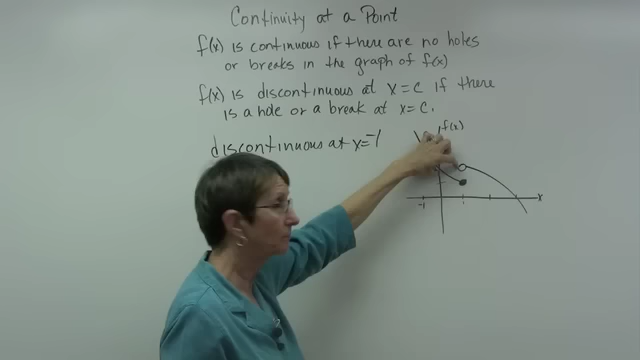 Continuity at a Point
f(x) is continuous if there are no holes
or breaks in the graph of f(x)
f(x) is discontinuous at x=c if there
is a hole or a break at x=c.
discontinuous at x=-1
f(x)
x
-1
1